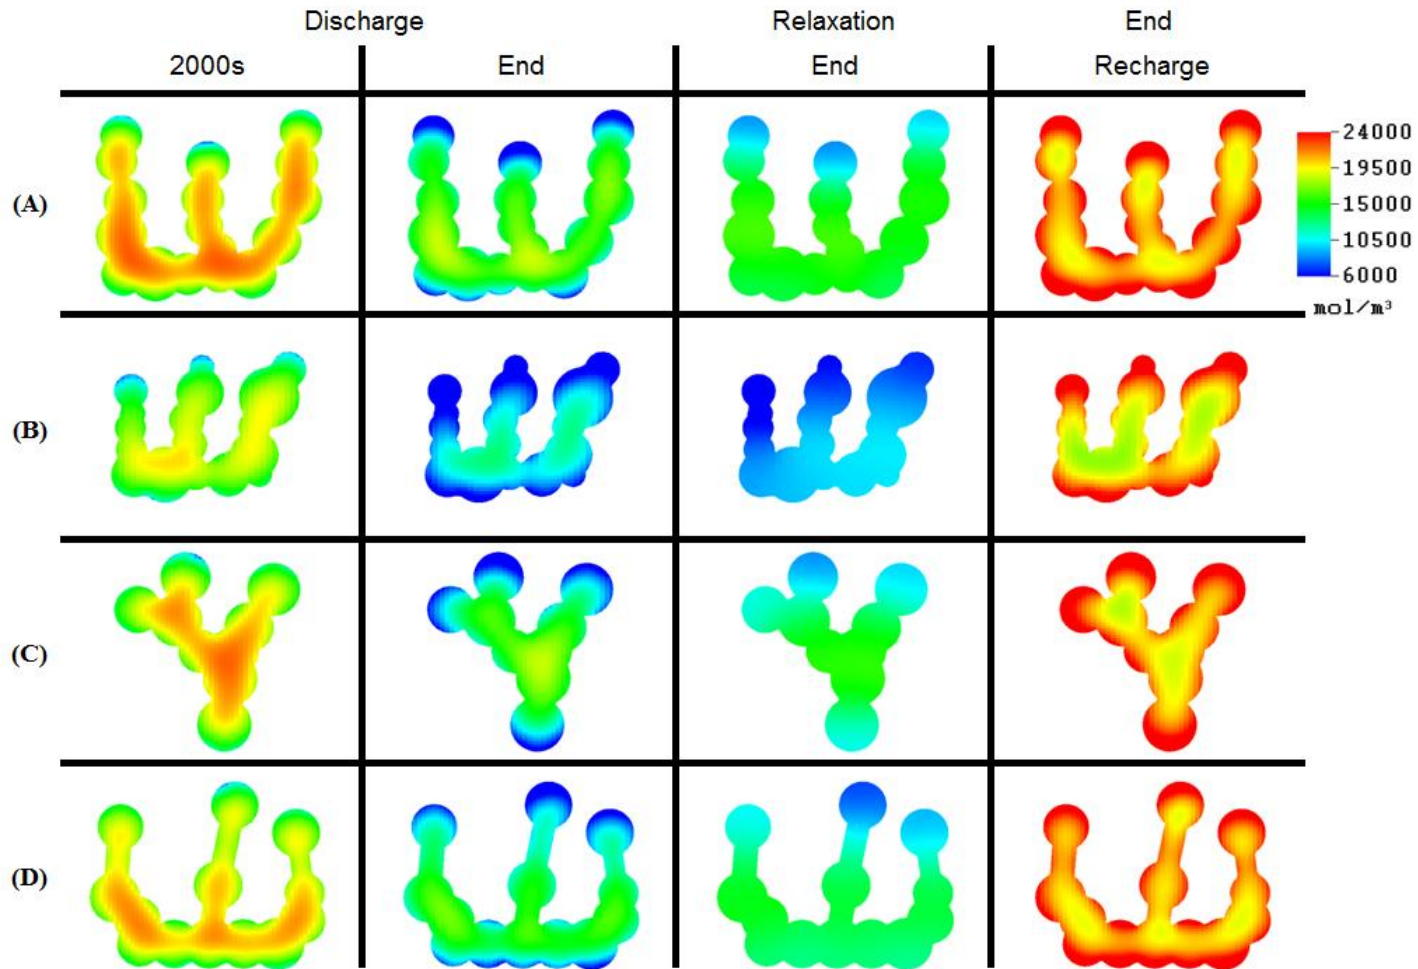 Discharge Relaxation End
2000s End End Recharge
(A)
24000
19500
15000
10500
6000
mol/m³
(B)
(C)
(D)